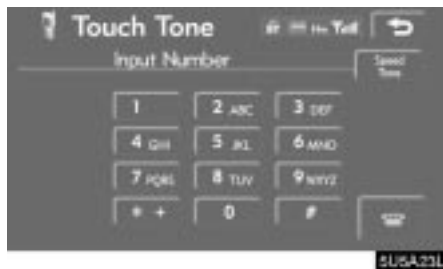 Touch Tone
Input Number
Speed Tone
1 2 ABC 3 DEF
4 GHI 5 JKL 6 MNO
7 PQRS 8 TUV 9 WXYZ
* + 0 #